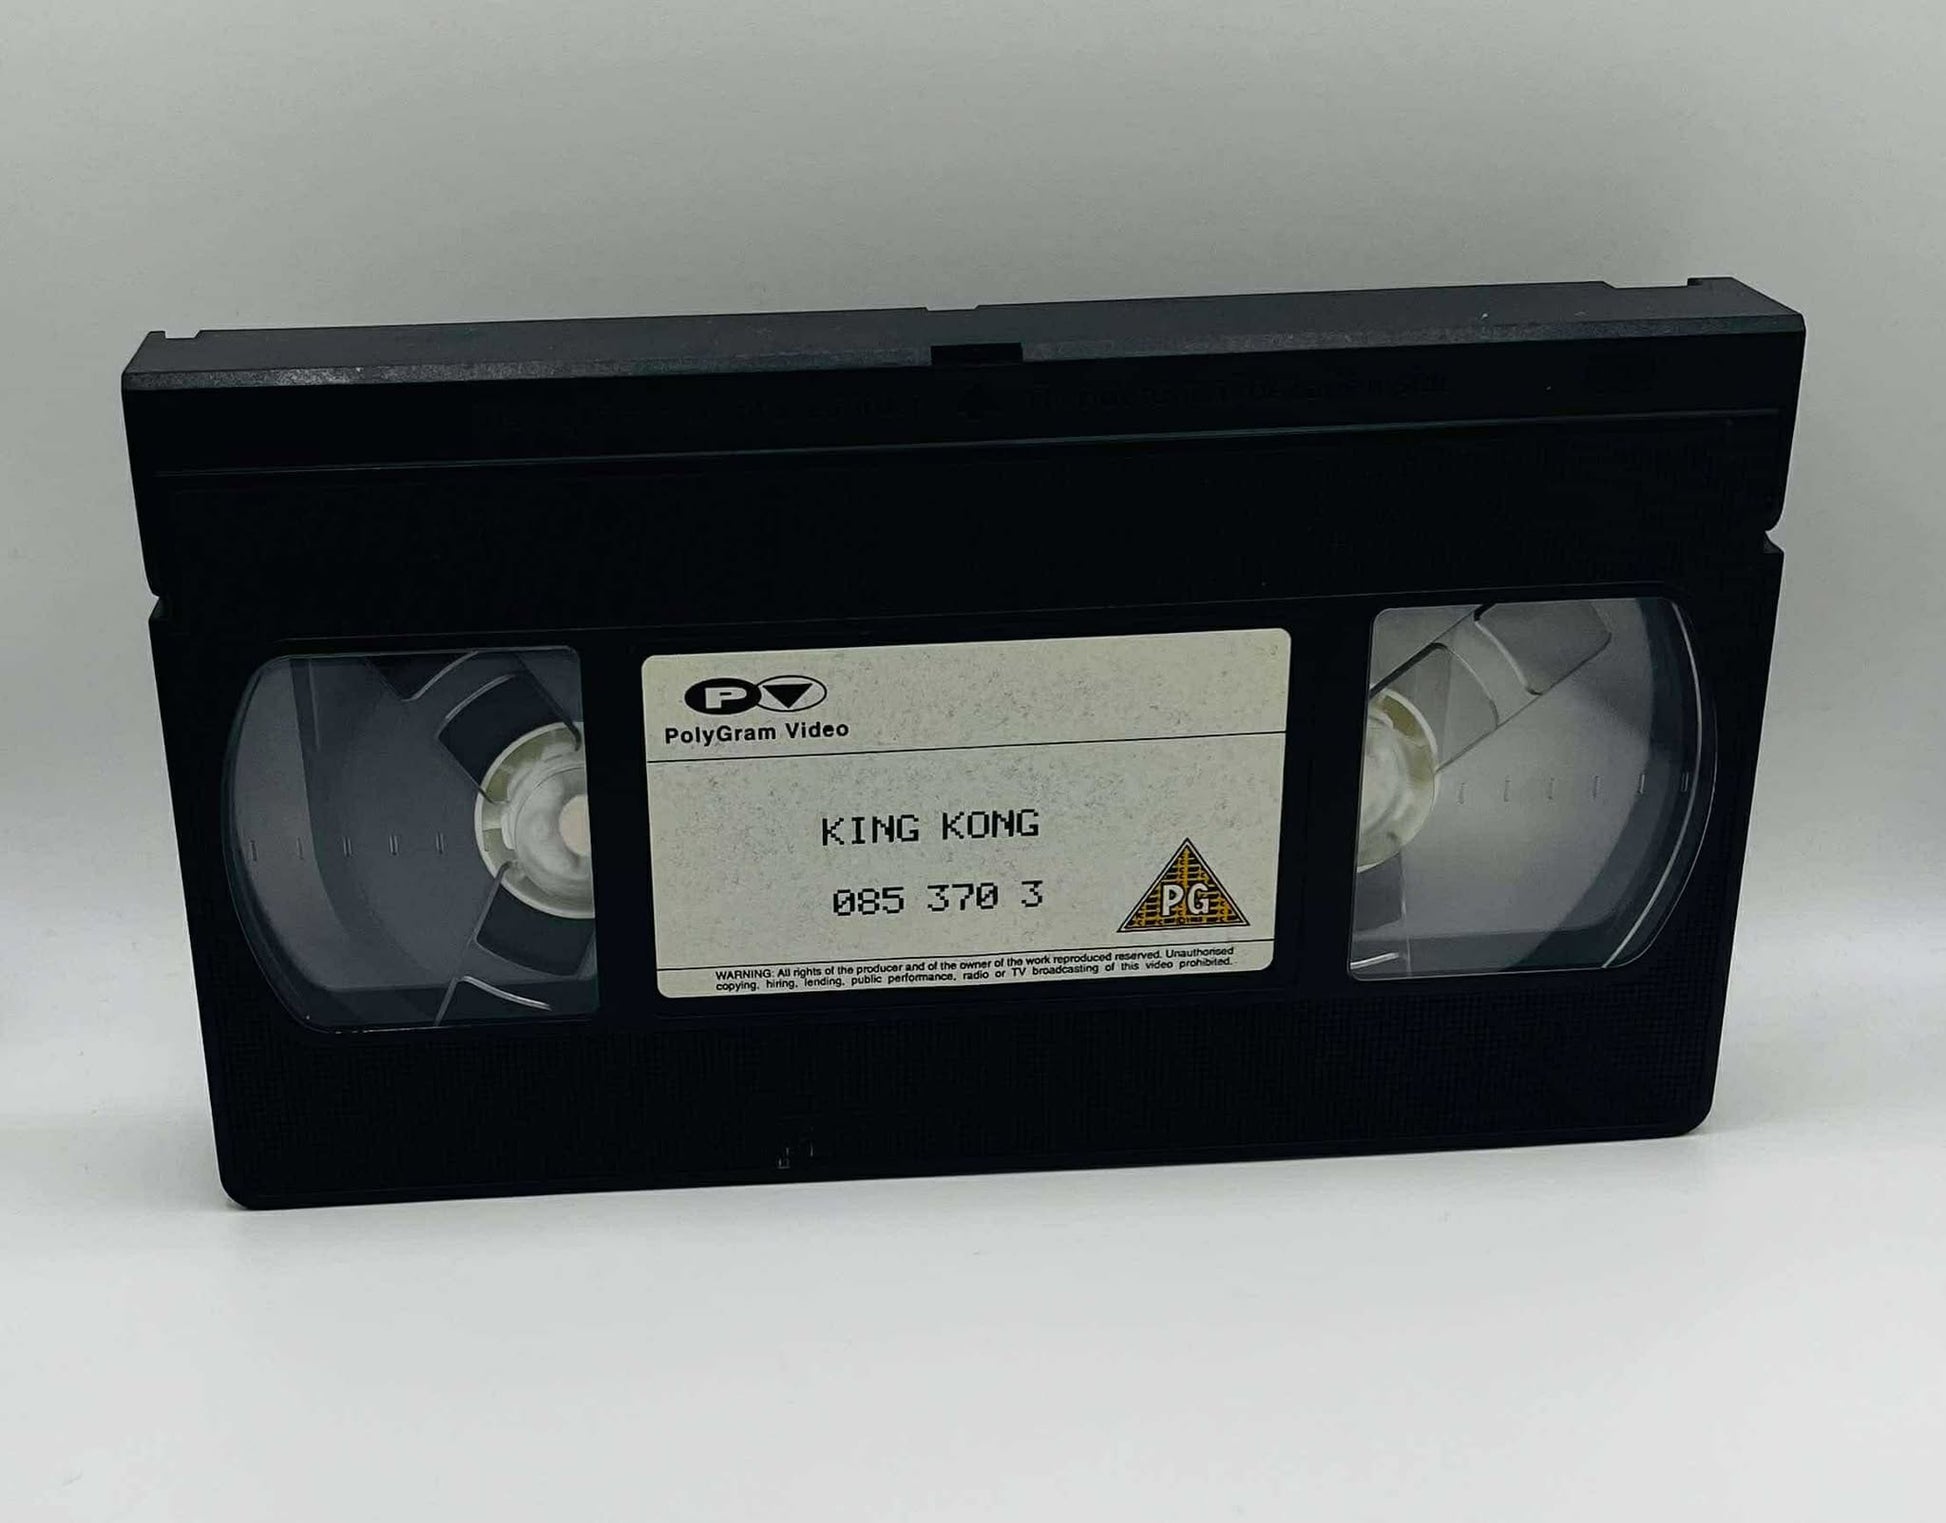 P
PolyGram Video
KING KONG
085 370 3
PG
WARNING: All rights of the producer and of the owner of the work reproduced reserved. Unauthorised
copying, hiring, lending, public performance, radio or TV broadcasting of this video prohibited.